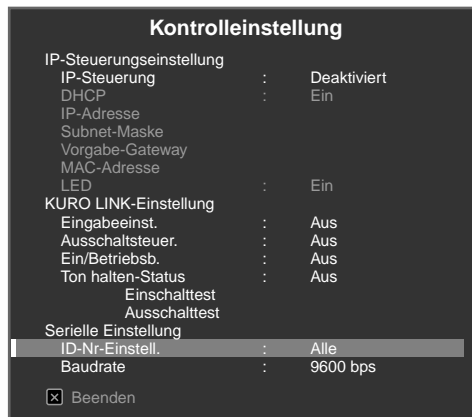 Kontrolleinstellung
IP-Steuerungseinstellung
IP-Steuerung : Deaktiviert
DHCP : Ein
IP-Adresse
Subnet-Maske
Vorgabe-Gateway
MAC-Adresse
LED : Ein
KURO LINK-Einstellung
Eingabeeinst. : Aus
Ausschaltsteuer. : Aus
Ein/Betriebsb. : Aus
Ton halten-Status : Aus
Einschalttest
Ausschalttest
Serielle Einstellung
ID-Nr-Einstell. : Alle
Baudrate : 9600 bps
Beenden